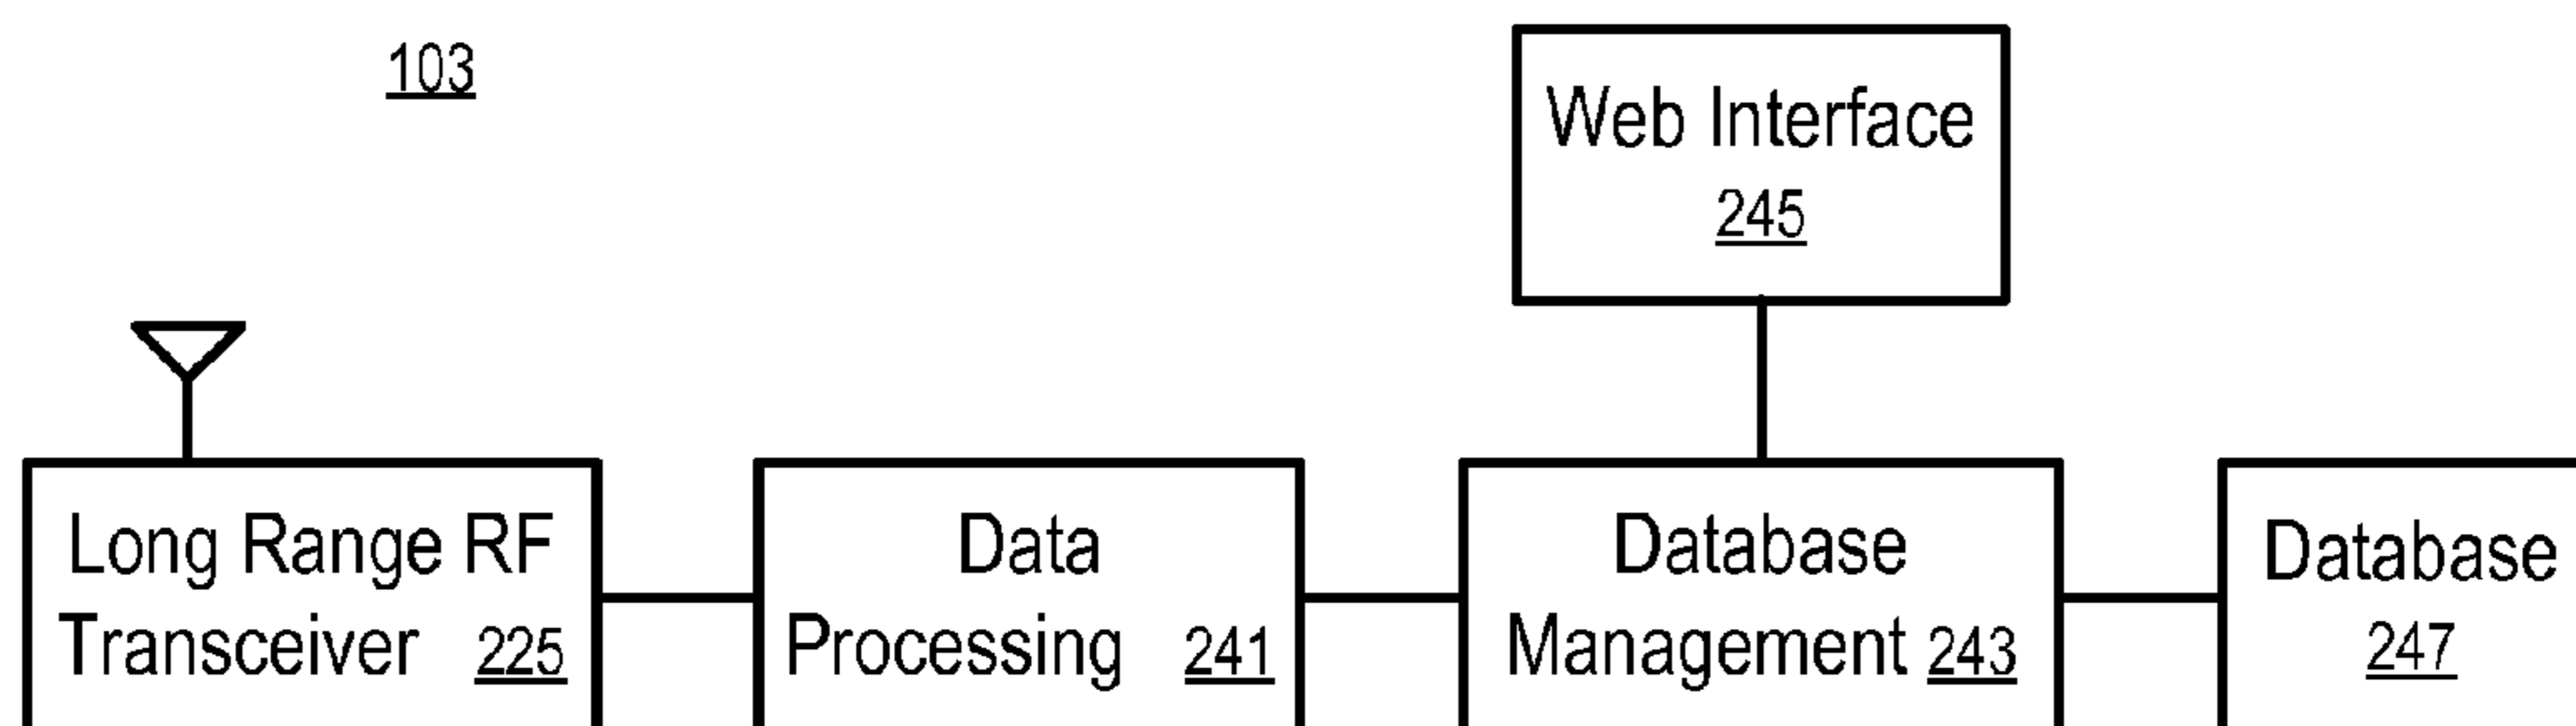 103
Web Interface
245
Long Range RF
Transceiver 225
Data
Processing 241
Database
Management 243
Database
247